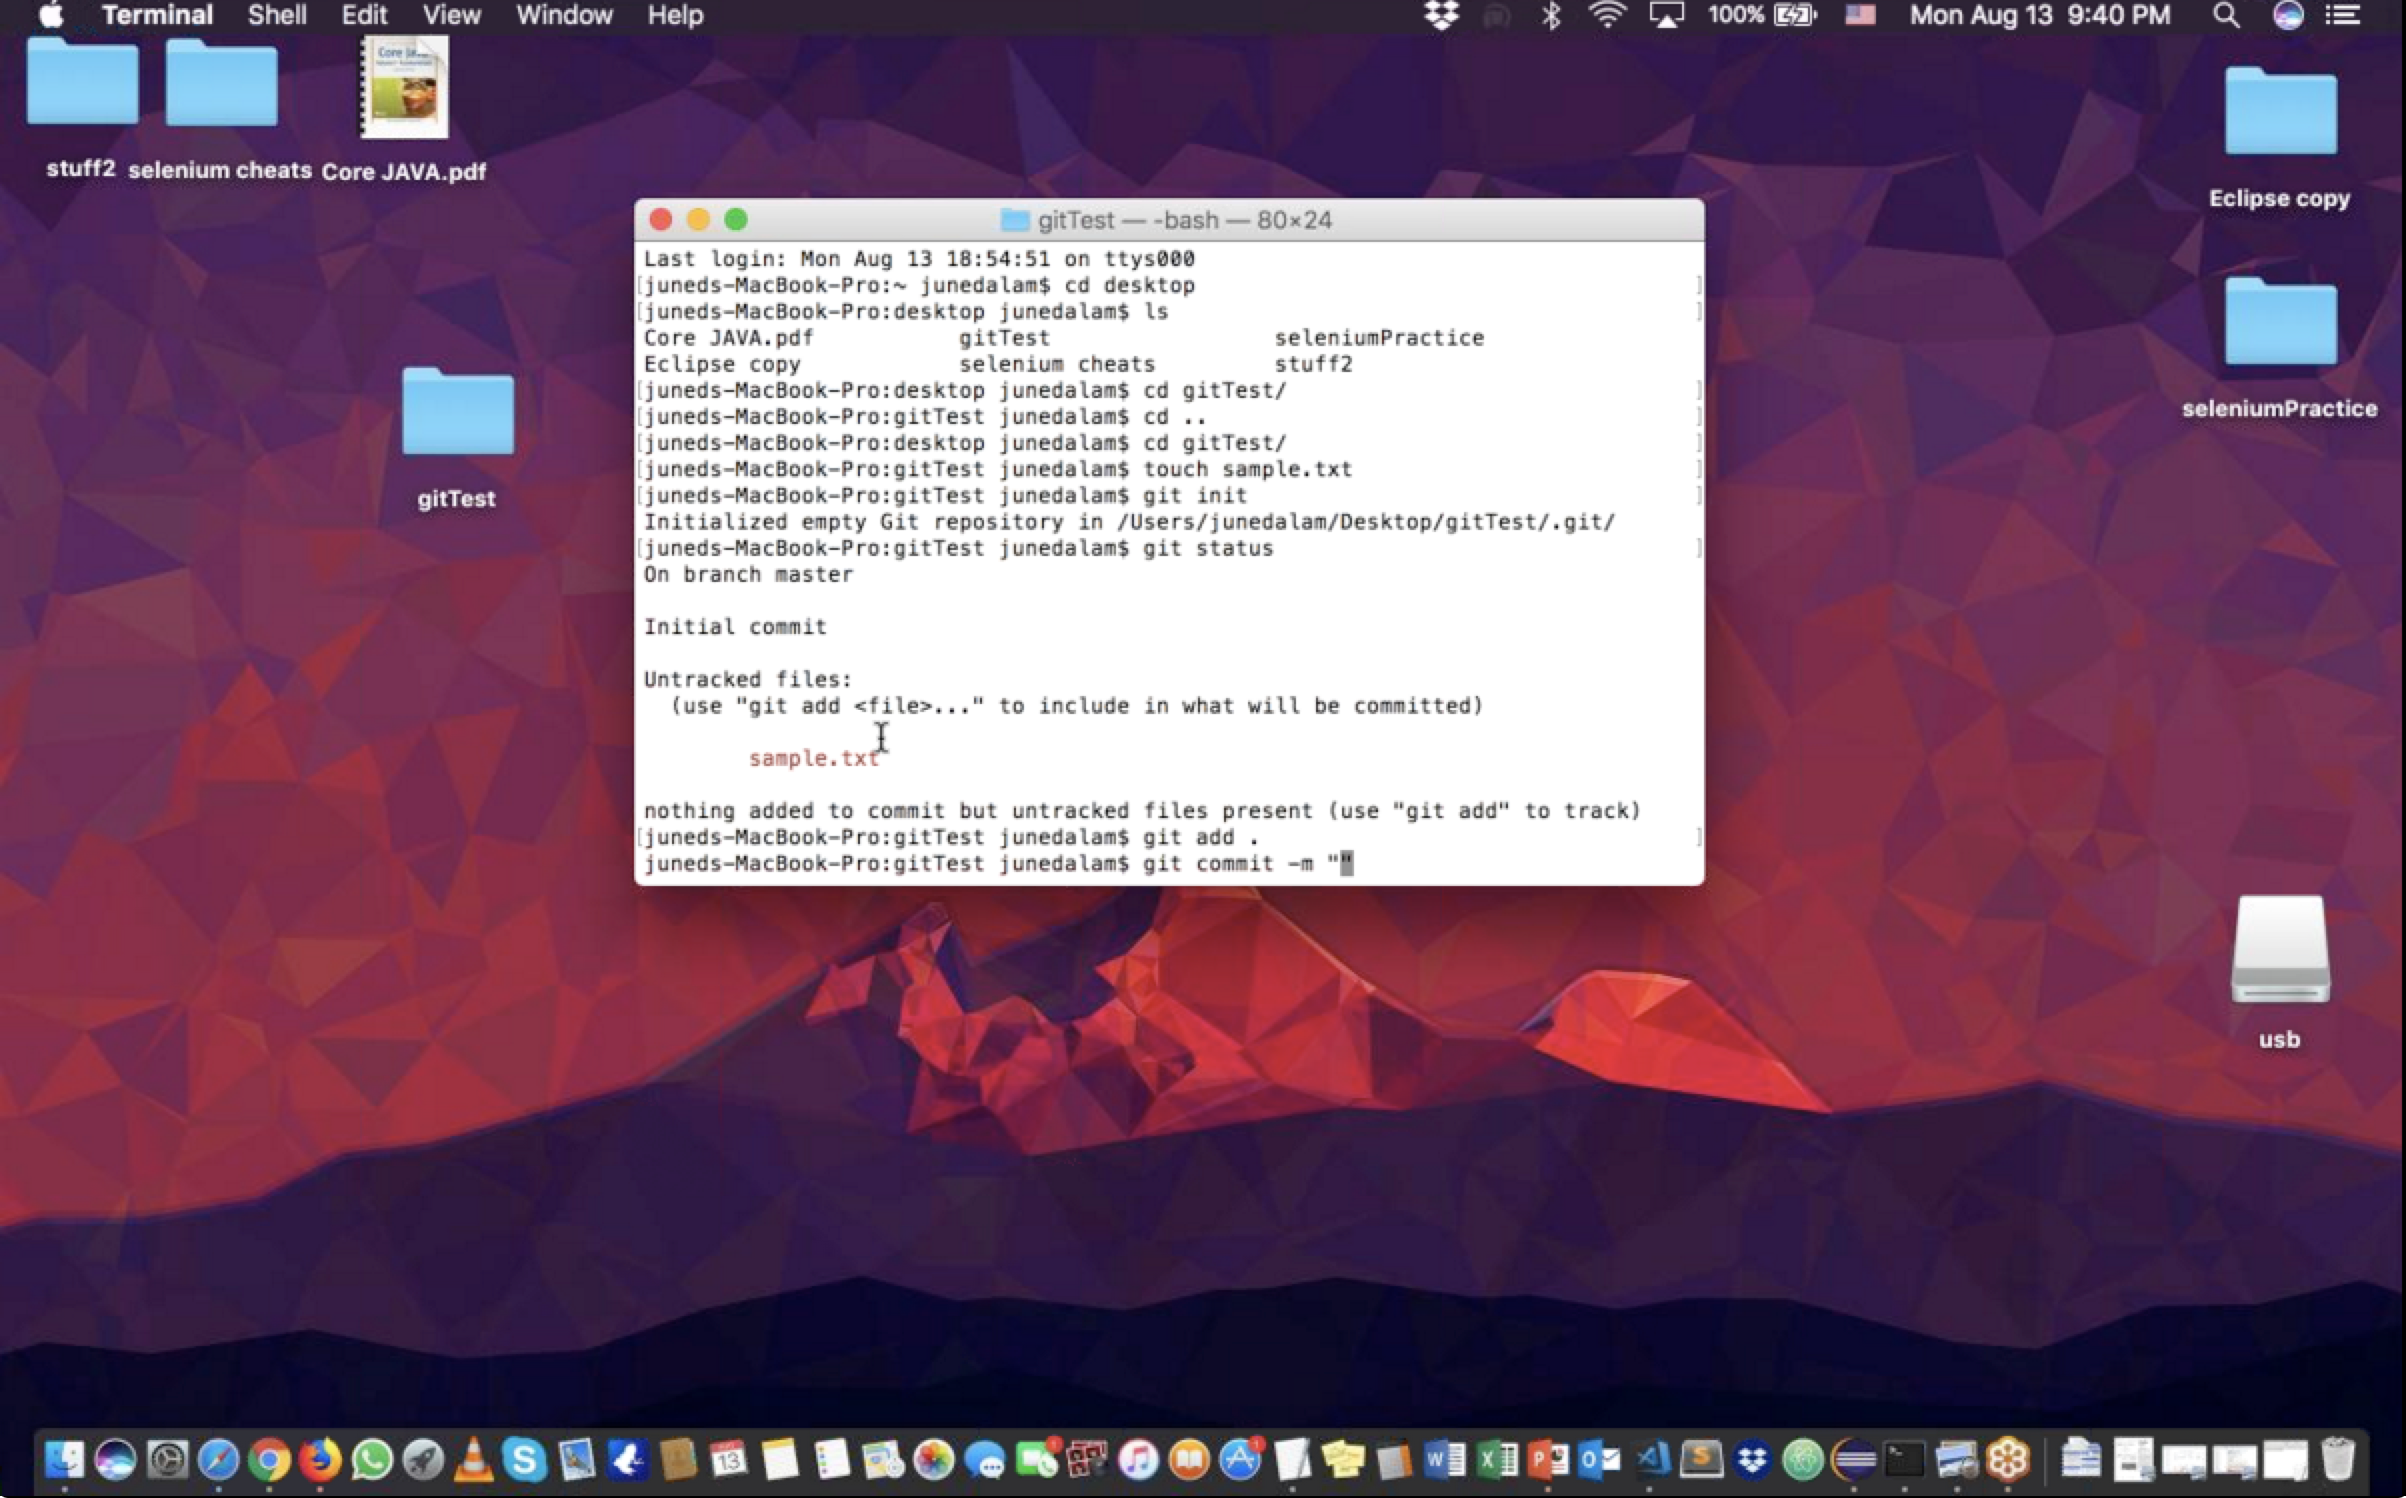 Terminal Shell Edit View Window Help 100% Mon Aug 13 9:40 PM
Core JAVA
stuff2 selenium cheats Core JAVA.pdf
Eclipse copy
gitTest — -bash — 80×24
Last login: Mon Aug 13 18:54:51 on ttys000
[juneds-MacBook-Pro:~ junedalam$ cd desktop ]
[juneds-MacBook-Pro:desktop junedalam$ ls ]
Core JAVA.pdf gitTest seleniumPractice
Eclipse copy selenium cheats stuff2
[juneds-MacBook-Pro:desktop junedalam$ cd gitTest/ ]
[juneds-MacBook-Pro:gitTest junedalam$ cd .. ]
[juneds-MacBook-Pro:desktop junedalam$ cd gitTest/ ]
[juneds-MacBook-Pro:gitTest junedalam$ touch sample.txt ]
[juneds-MacBook-Pro:gitTest junedalam$ git init ]
Initialized empty Git repository in /Users/junedalam/Desktop/gitTest/.git/
[juneds-MacBook-Pro:gitTest junedalam$ git status ]
On branch master
Initial commit
Untracked files:
(use "git add <file>..." to include in what will be committed)
sample.txt
nothing added to commit but untracked files present (use "git add" to track)
[juneds-MacBook-Pro:gitTest junedalam$ git add . ]
juneds-MacBook-Pro:gitTest junedalam$ git commit -m ""
gitTest
seleniumPractice
usb
13